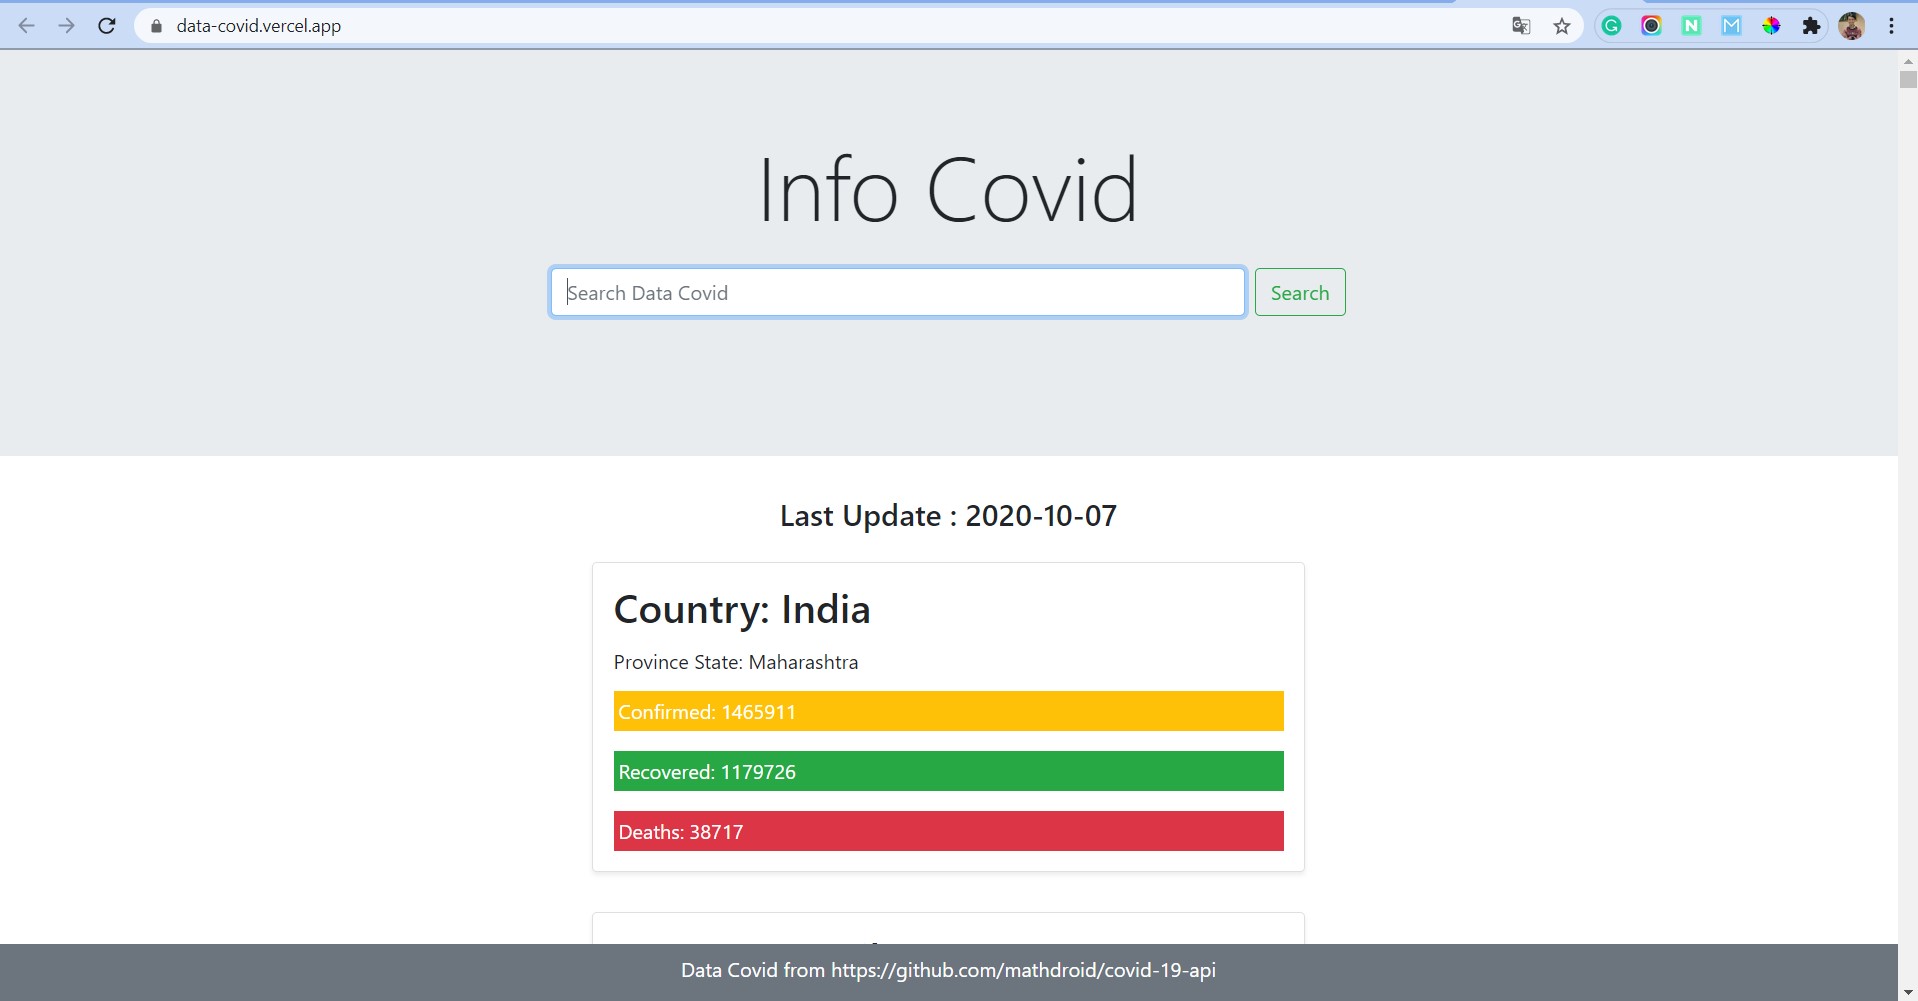 data-covid.vercel.app
Info Covid
Search Data Covid
Search
Last Update : 2020-10-07
Country: India
Province State: Maharashtra
Confirmed: 1465911
Recovered: 1179726
Deaths: 38717
Data Covid from https://github.com/mathdroid/covid-19-api